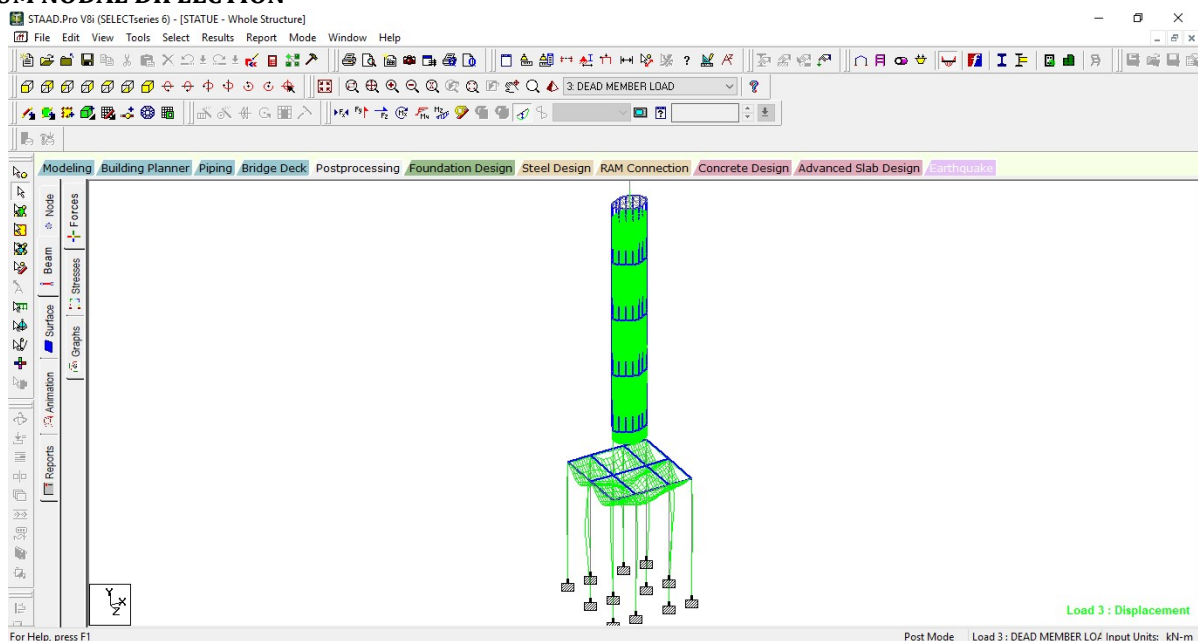 STAAD.Pro V8i (SELECTseries 6) - [STATUE - Whole Structure]
File Edit View Tools Select Results Report Mode Window Help
3: DEAD MEMBER LOAD
Modeling Building Planner Piping Bridge Deck Postprocessing Foundation Design Steel Design RAM Connection Concrete Design Advanced Slab Design Earthquake
Node
Beam
Surface
Animation
Reports
Forces
Stresses
Graphs
Y
X
Z
Load 3 : Displacement
For Help, press F1
Post Mode Load 3 : DEAD MEMBER LOA Input Units: kN-m